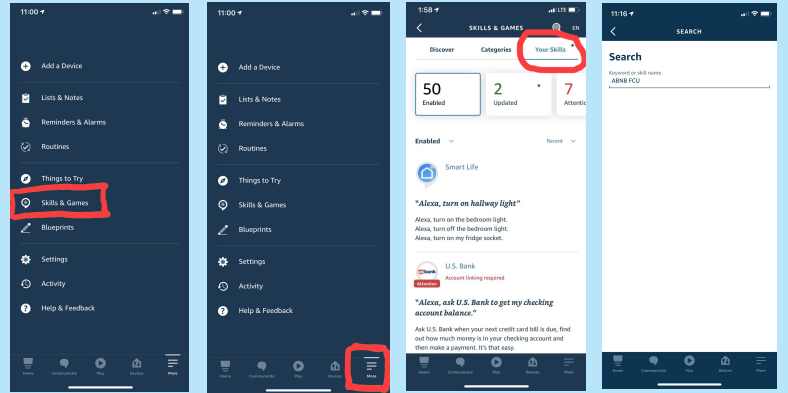 11:00
Add a Device
Lists & Notes
Reminders & Alarms
Routines
Things to Try
Skills & Games
Blueprints
Settings
Activity
Help & Feedback
Home
Communicate
Play
Devices
More
11:00
Add a Device
Lists & Notes
Reminders & Alarms
Routines
Things to Try
Skills & Games
Blueprints
Settings
Activity
Help & Feedback
Home
Communicate
Play
Devices
More
1:58
LTE
SKILLS & GAMES
EN
Discover
Categories
Your Skills
50
Enabled
2
Updated
7
Attentio
Enabled
Recent
Smart Life
"Alexa, turn on hallway light"
Alexa, turn on the bedroom light.
Alexa, turn off the bedroom light.
Alexa, turn on my fridge socket.
usbank
Attention
U.S. Bank
Account linking required
"Alexa, ask U.S. Bank to get my checking
account balance."
Ask U.S. Bank when your next credit card bill is due, find
out how much money is in your checking account and
then make a payment. It's that easy.
Home
Communicate
Play
Devices
More
11:16
SEARCH
Search
Keyword or skill name
ABNB FCU
Home
Communicate
Play
Devices
More